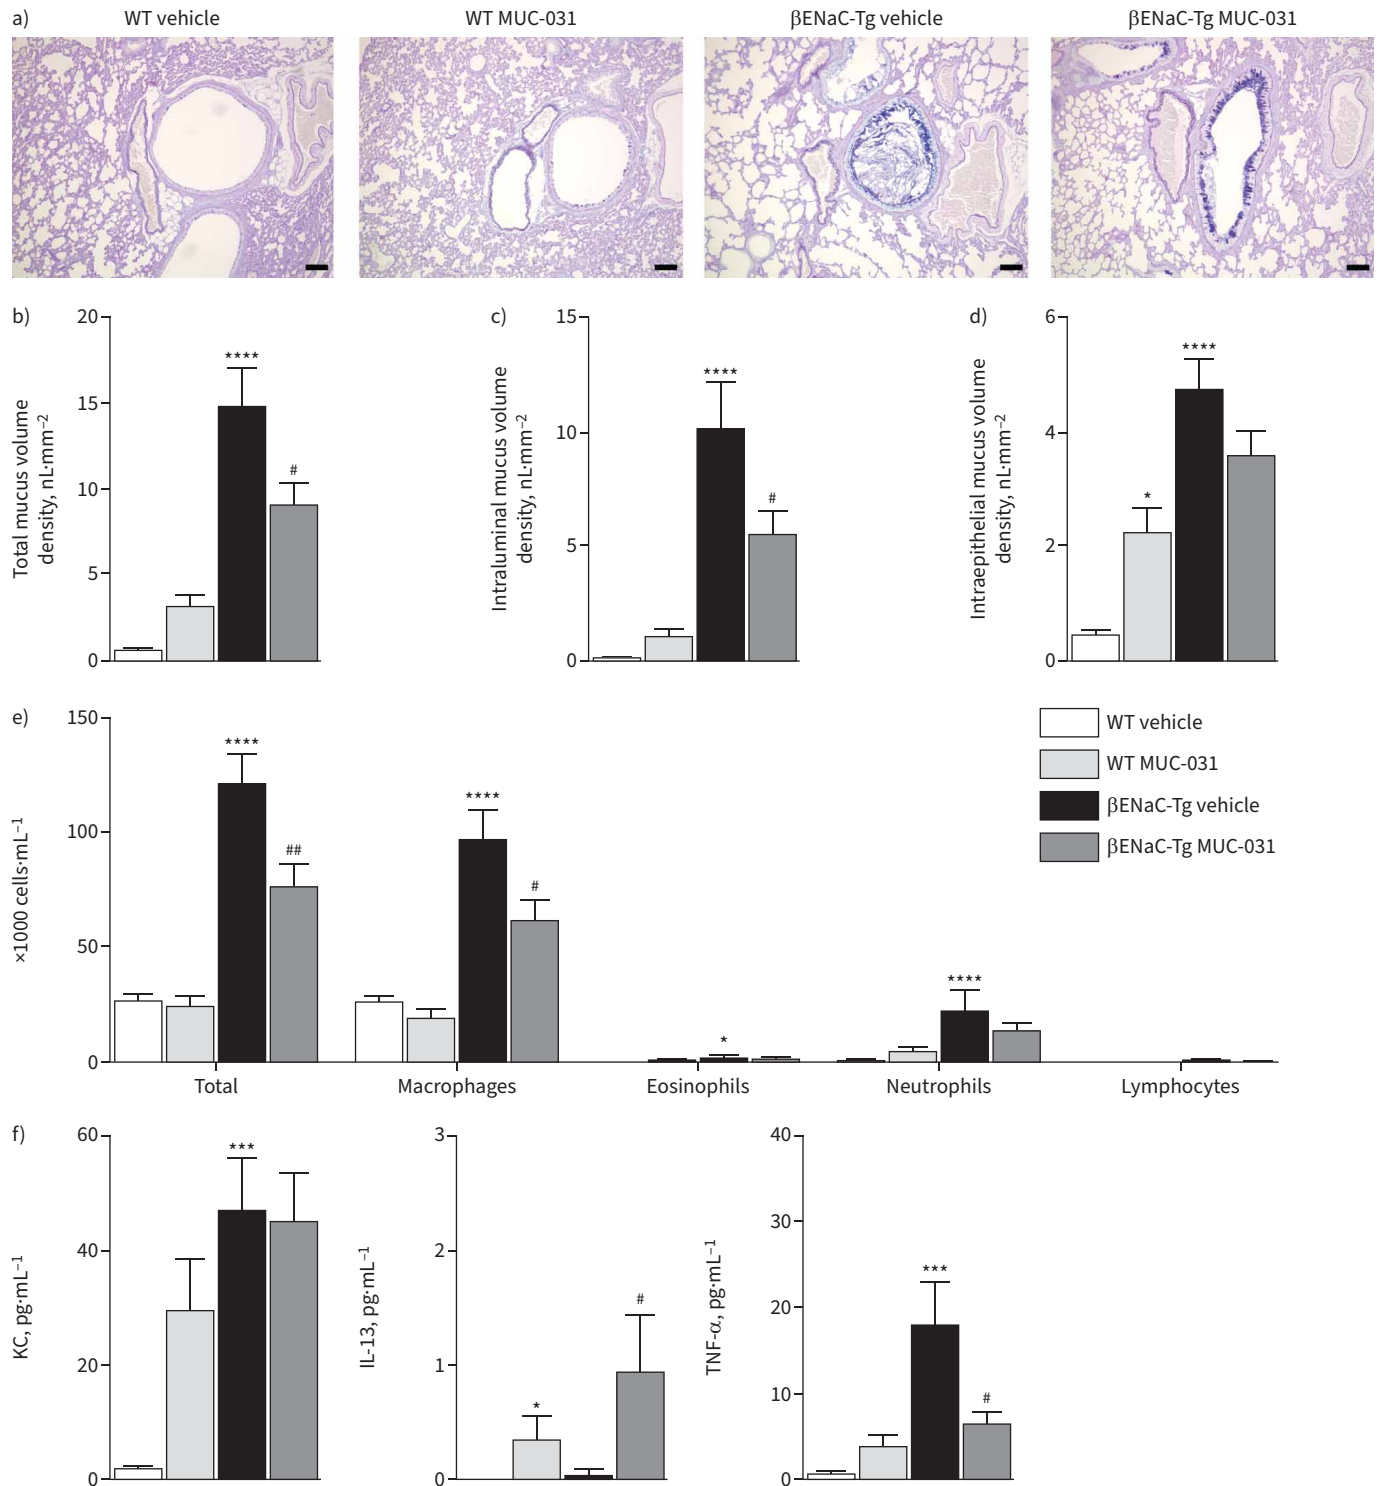 a)
WT vehicle
WT MUC-031
βENaC-Tg vehicle
βENaC-Tg MUC-031
b)
Total mucus volume
density, nL·mm⁻²
20
15
10
5
0
****
#
c)
Intraluminal mucus volume
density, nL·mm⁻²
15
10
5
0
****
#
d)
Intraepithelial mucus volume
density, nL·mm⁻²
6
4
2
0
*
****
e)
×1000 cells·mL⁻¹
150
100
50
0
****
##
****
#
*
****
Total
Macrophages
Eosinophils
Neutrophils
Lymphocytes
WT vehicle
WT MUC-031
βENaC-Tg vehicle
βENaC-Tg MUC-031
f)
KC, pg·mL⁻¹
60
40
20
0
***
IL-13, pg·mL⁻¹
3
2
1
0
*
#
TNF-α, pg·mL⁻¹
40
30
20
10
0
***
#